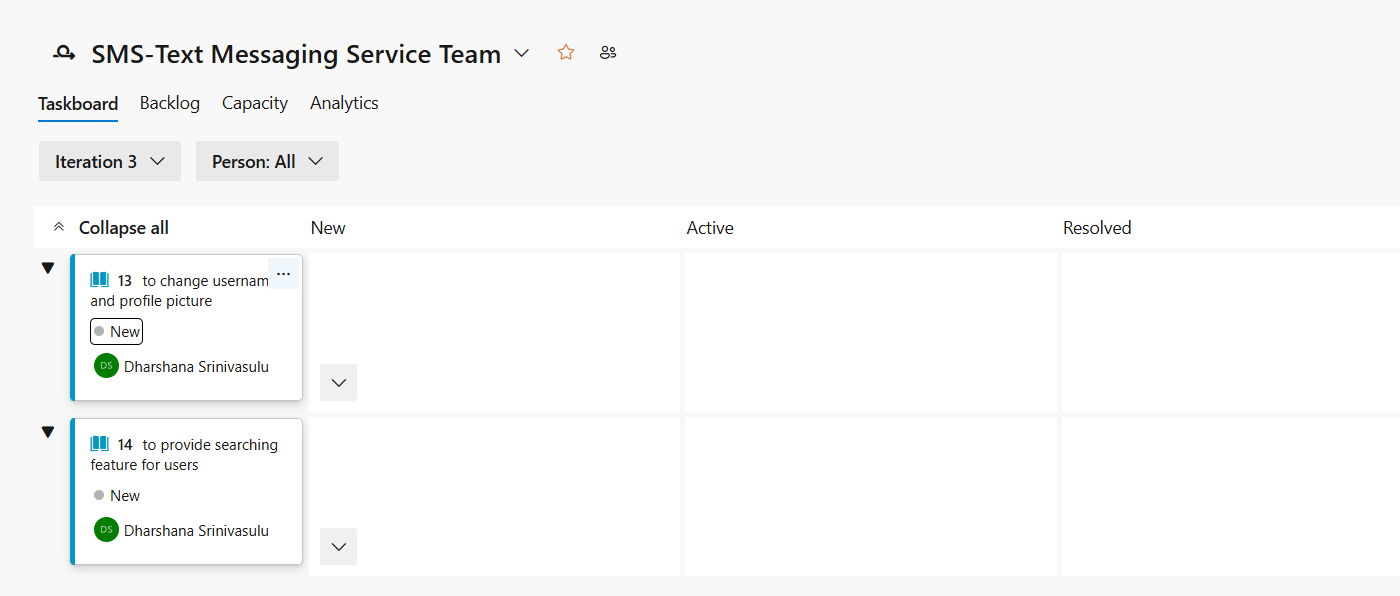 SMS-Text Messaging Service Team
Taskboard Backlog Capacity Analytics
Iteration 3 Person: All
Collapse all New Active Resolved
13 to change usernam ...
and profile picture
New
DS Dharshana Srinivasulu
14 to provide searching
feature for users
New
DS Dharshana Srinivasulu